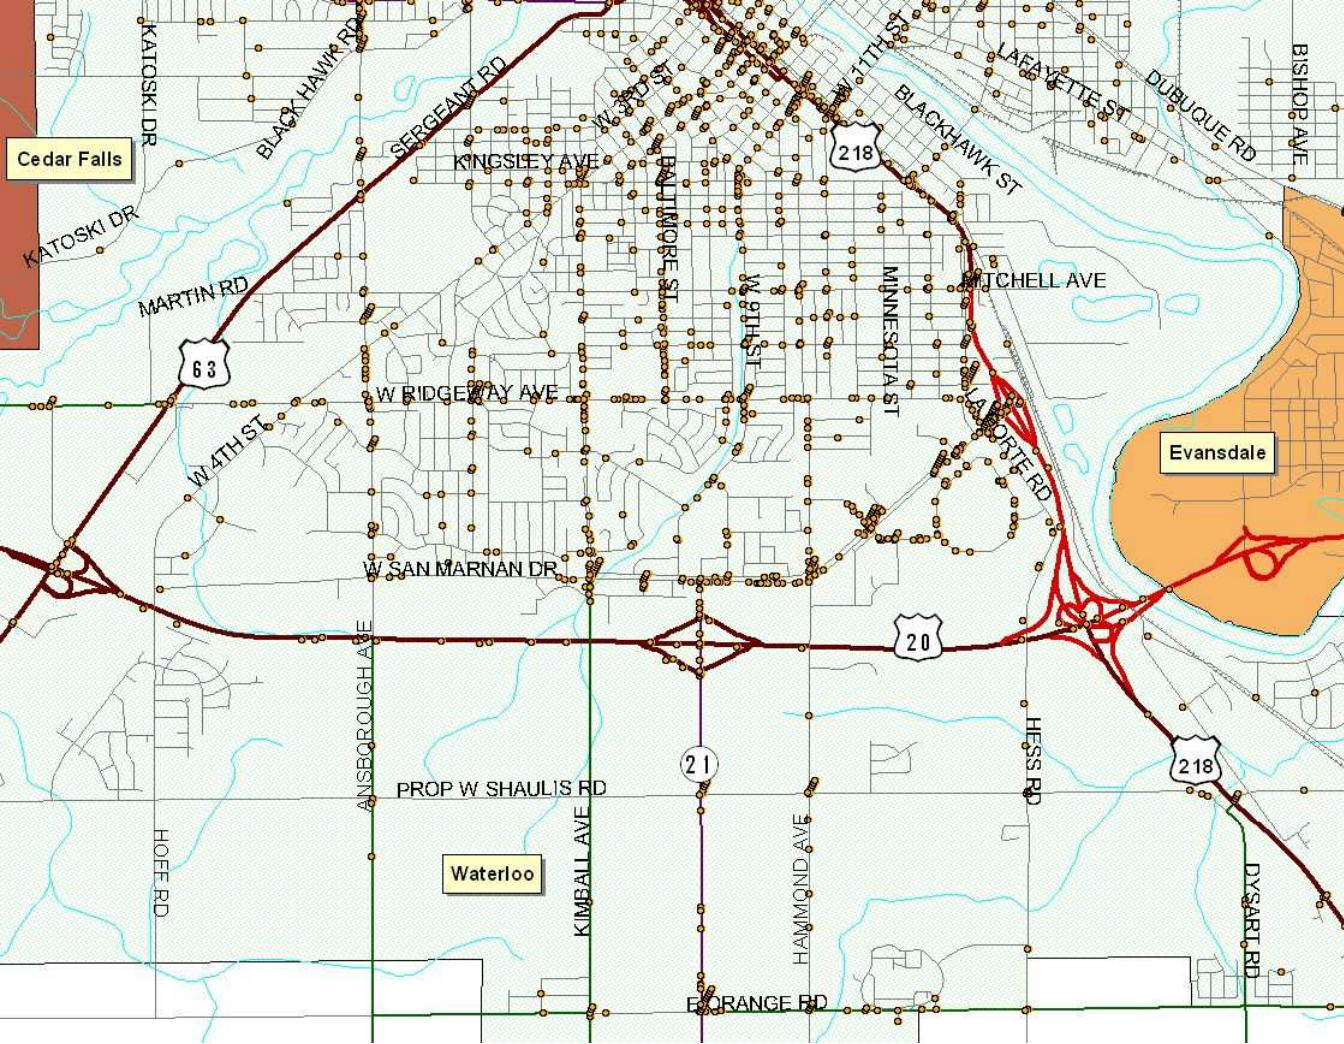 KATOSKI DR
BLACK HAWK RD
SERGEANT RD
W 3RD ST
W 11TH ST
LAFAYETTE ST
DUBUQUE RD
BISHOP AVE
Cedar Falls
KINGSLEY AVE
BALTIMORE ST
218
BLACKHAWK ST
KATOSKI DR
MARTIN RD
W 9TH ST
MINNESOTA ST
MITCHELL AVE
63
W RIDGEWAY AVE
W 4TH ST
LA PORTE RD
Evansdale
W SAN MARNAN DR
ANSBOROUGH AVE
20
21
HESS RD
218
PROP W SHAULIS RD
HOFF RD
Waterloo
KIMBALL AVE
HAMMOND AVE
DYSART RD
E ORANGE RD